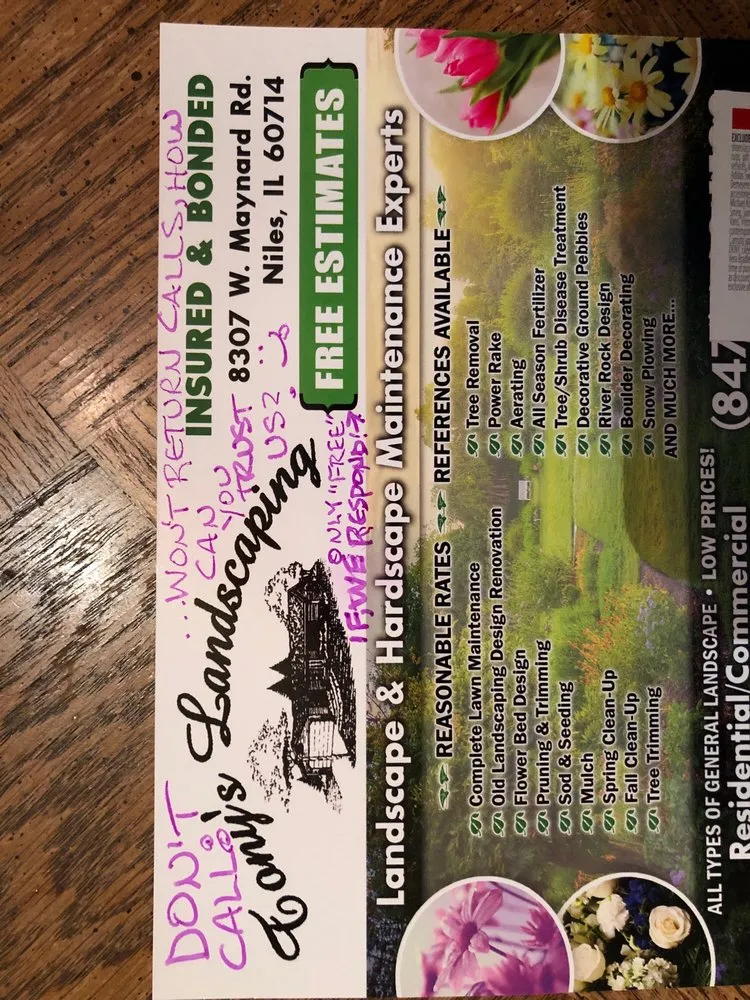 DON'T
CALL!
...WON'T RETURN CALLS, HOW
CAN
YOU
TRUST
US?
Tony's Landscaping
INSURED & BONDED
8307 W. Maynard Rd.
Niles, IL 60714
FREE ESTIMATES
ONLY "FREE"
IF WE RESPOND!?
Landscape & Hardscape Maintenance Experts
REASONABLE RATES REFERENCES AVAILABLE
Complete Lawn Maintenance
Old Landscaping Design Renovation
Flower Bed Design
Pruning & Trimming
Sod & Seeding
Mulch
Spring Clean-Up
Fall Clean-Up
Tree Trimming
Tree Removal
Power Rake
Aerating
All Season Fertilizer
Tree/Shrub Disease Treatment
Decorative Ground Pebbles
River Rock Design
Boulder Decorating
Snow Plowing
AND MUCH MORE...
ALL TYPES OF GENERAL LANDSCAPE • LOW PRICES!
Residential/Commercial
(847